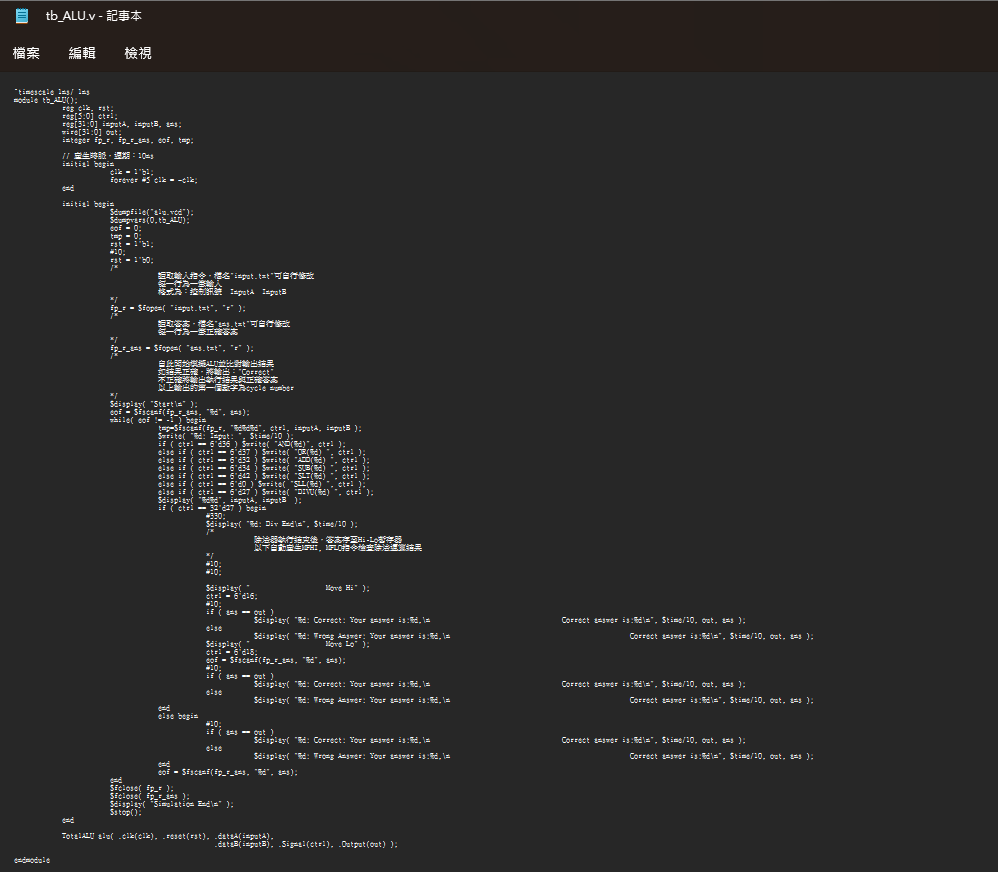 tb_ALU.v - 記事本
檔案 編輯 檢視
`timescale 1ns/ 1ns
module tb_ALU();
reg clk, rst;
reg[5:0] ctrl;
reg[31:0] inputA, inputB, ans;
wire[31:0] out;
integer fp_r, fp_r_ans, eof, tmp;
// 產生時脈，週期：10ns
initial begin
clk = 1'b1;
forever #5 clk = ~clk;
end
initial begin
$dumpfile("alu.vcd");
$dumpvars(0,tb_ALU);
eof = 0;
tmp = 0;
rst = 1'b1;
#10;
rst = 1'b0;
/*
讀取輸入指令，檔名"input.txt"可自行修改
每一行為一筆輸入
格式為：控制訊號 InputA InputB
*/
fp_r = $fopen( "input.txt", "r" );
/*
讀取答案，檔名"ans.txt"可自行修改
每一行為一筆正確答案
*/
fp_r_ans = $fopen( "ans.txt", "r" );
/*
自此開始模擬ALU並比對輸出結果
如結果正確，將輸出："Correct"
不正確將輸出執行結果與正確答案
以上輸出的第一個數字為cycle number
*/
$display( "Start\n" );
eof = $fscanf(fp_r_ans, "%d", ans);
while( eof != -1 ) begin
tmp=$fscanf(fp_r, "%d%d%d", ctrl, inputA, inputB );
$write( "%d: Input: ", $time/10 );
if ( ctrl == 6'd36 ) $write( "AND(%d)", ctrl );
else if ( ctrl == 6'd37 ) $write( "OR(%d) ", ctrl );
else if ( ctrl == 6'd32 ) $write( "ADD(%d) ", ctrl );
else if ( ctrl == 6'd34 ) $write( "SUB(%d) ", ctrl );
else if ( ctrl == 6'd42 ) $write( "SLT(%d) ", ctrl );
else if ( ctrl == 6'd0 ) $write( "SLL(%d) ", ctrl );
else if ( ctrl == 6'd27 ) $write( "DIVU(%d) ", ctrl );
$display( "%d%d", inputA, inputB );
if ( ctrl == 32'd27 ) begin
#330;
$display( "%d: Div End\n", $time/10 );
/*
除法器執行結束後，答案存至Hi-Lo暫存器
以下自動產生MFHI, MFLO指令檢查除法運算結果
*/
#10;
#10;
$display( " Move Hi" );
ctrl = 6'd16;
#10;
if ( ans == out )
$display( "%d: Correct: Your answer is:%d,\n Correct answer is:%d\n", $time/10, out, ans );
else
$display( "%d: Wrong Answer: Your answer is:%d,\n Correct answer is:%d\n", $time/10, out, ans );
$display( " Move Lo" );
ctrl = 6'd18;
eof = $fscanf(fp_r_ans, "%d", ans);
#10;
if ( ans == out )
$display( "%d: Correct: Your answer is:%d,\n Correct answer is:%d\n", $time/10, out, ans );
else
$display( "%d: Wrong Answer: Your answer is:%d,\n Correct answer is:%d\n", $time/10, out, ans );
end
else begin
#10;
if ( ans == out )
$display( "%d: Correct: Your answer is:%d,\n Correct answer is:%d\n", $time/10, out, ans );
else
$display( "%d: Wrong Answer: Your answer is:%d,\n Correct answer is:%d\n", $time/10, out, ans );
end
eof = $fscanf(fp_r_ans, "%d", ans);
end
$fclose( fp_r );
$fclose( fp_r_ans );
$display( "Simulation End\n" );
$stop();
end
TotalALU alu( .clk(clk), .reset(rst), .dataA(inputA),
.dataB(inputB), .Signal(ctrl), .Output(out) );
endmodule